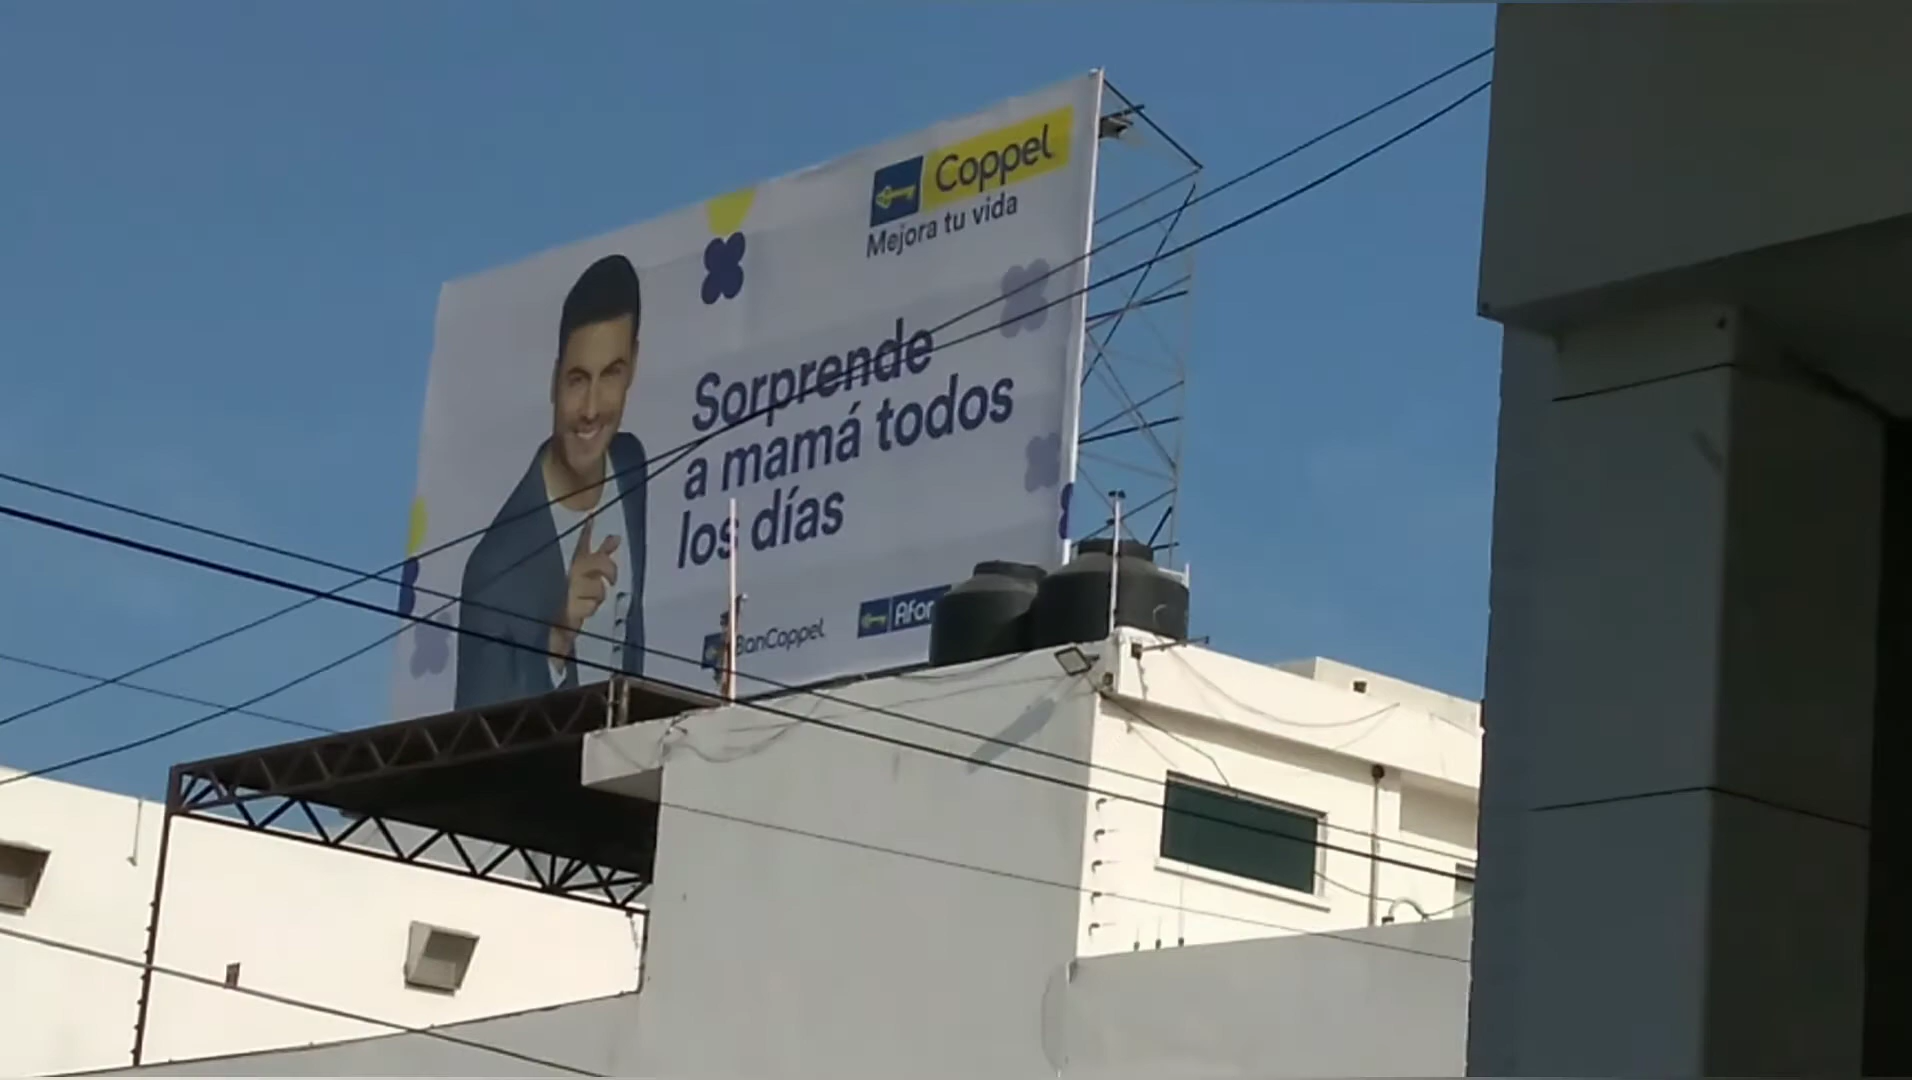 Coppel
Mejora tu vida
Sorprende
a mamá todos
los días
BanCoppel